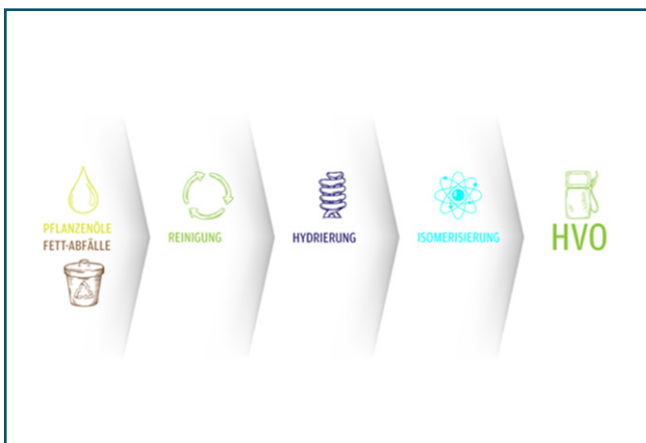 PFLANZENÖLE
FETT-ABFÄLLE
REINIGUNG
HYDRIERUNG
ISOMERISIERUNG
HVO